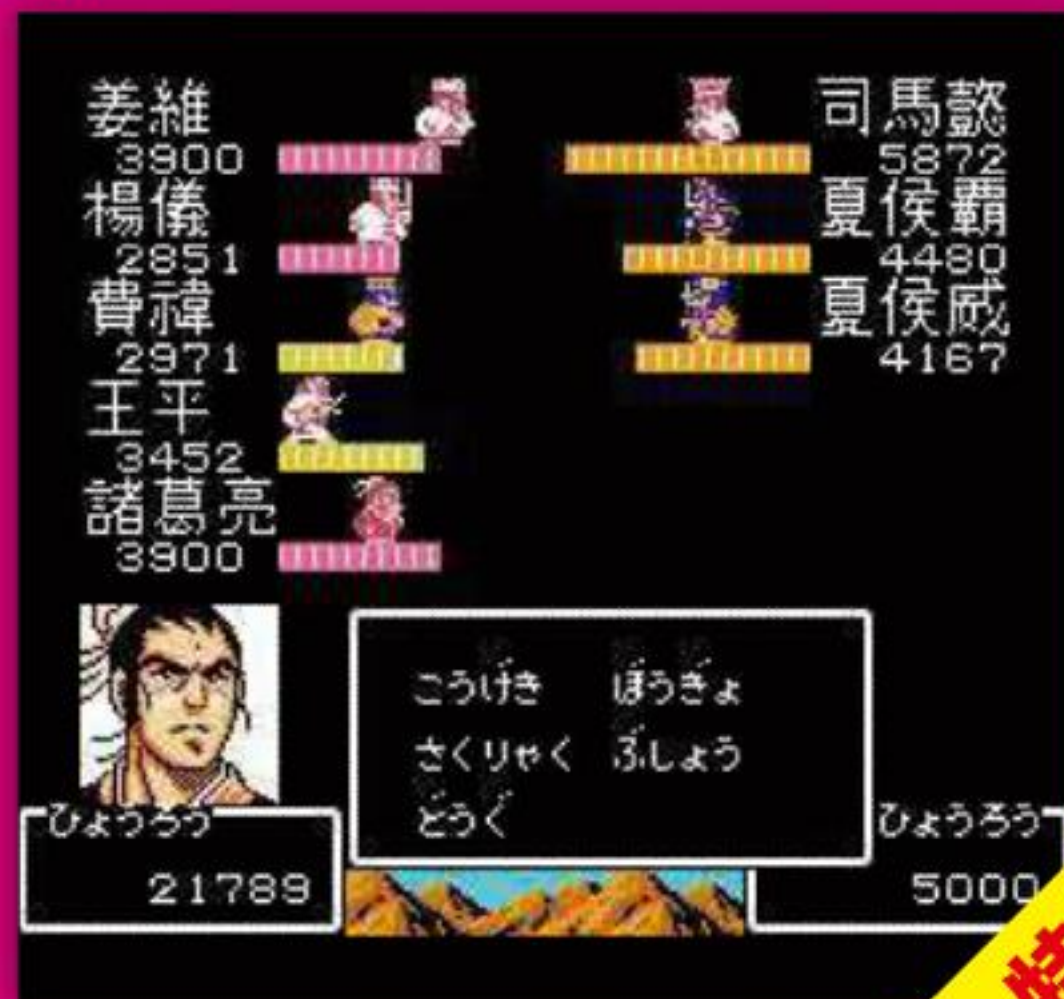 姜維
3900
楊儀
2851
費禕
2971
王平
3452
諸葛亮
3900
司馬懿
5872
夏侯覇
4480
夏侯威
4167
こうげき ぼうぎょ
さくりゃく ぶしょう
どうぐ
ひょうろう
21789
ひょうろう
5000